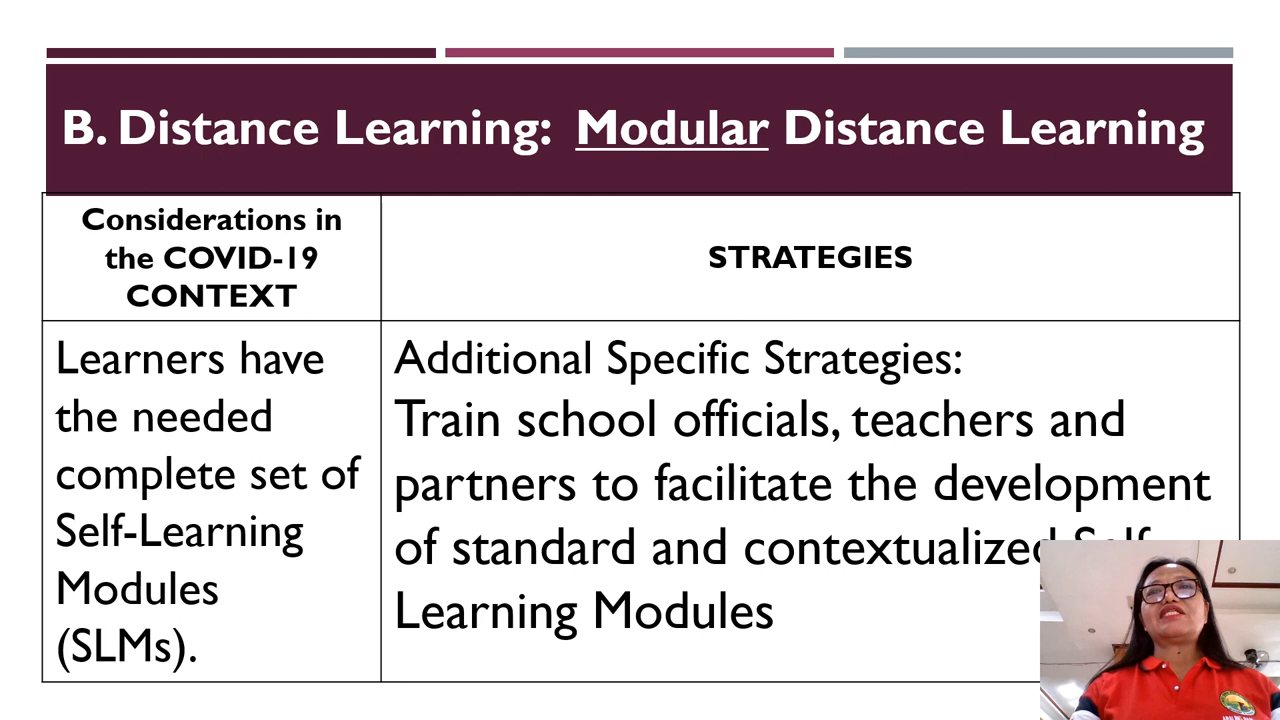 B. Distance Learning: Modular Distance Learning
Considerations in
the COVID-19
CONTEXT
STRATEGIES
Learners have
the needed
complete set of
Self-Learning
Modules
(SLMs).
Additional Specific Strategies:
Train school officials, teachers and
partners to facilitate the development
of standard and contextualized
Learning Modules